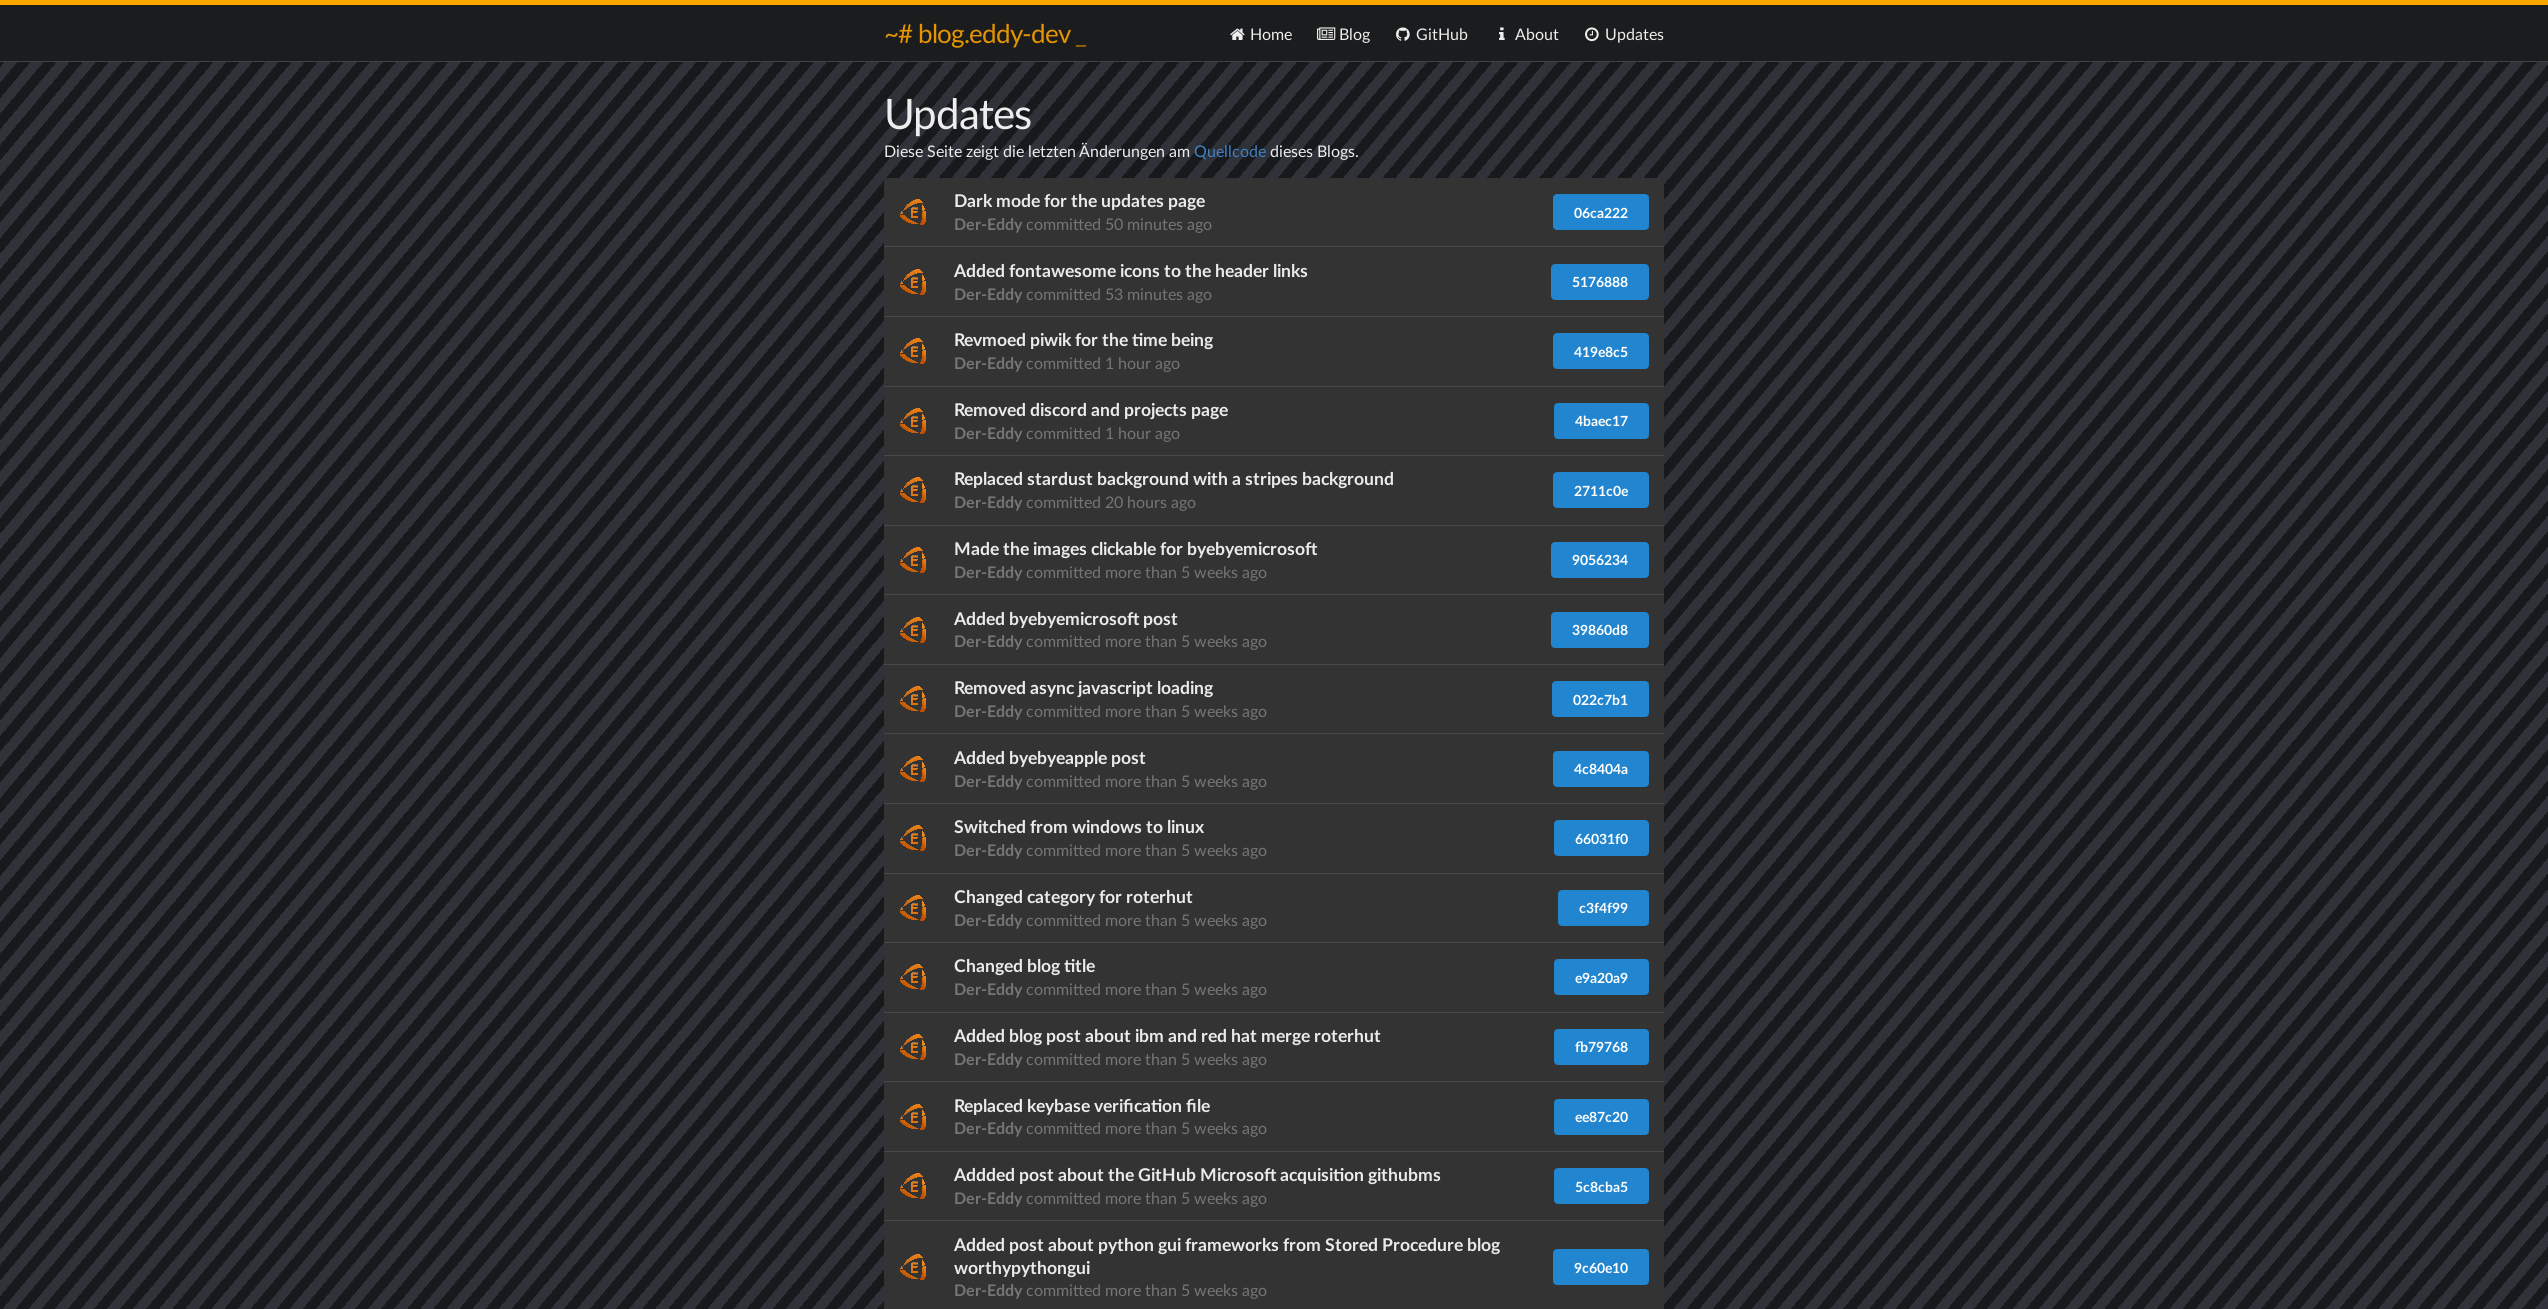 ~# blog.eddy-dev _
Home Blog GitHub About Updates
Updates
Diese Seite zeigt die letzten Änderungen am Quellcode dieses Blogs.
Dark mode for the updates page
Der-Eddy committed 50 minutes ago
06ca222
Added fontawesome icons to the header links
Der-Eddy committed 53 minutes ago
5176888
Revmoed piwik for the time being
Der-Eddy committed 1 hour ago
419e8c5
Removed discord and projects page
Der-Eddy committed 1 hour ago
4baec17
Replaced stardust background with a stripes background
Der-Eddy committed 20 hours ago
2711c0e
Made the images clickable for byebyemicrosoft
Der-Eddy committed more than 5 weeks ago
9056234
Added byebyemicrosoft post
Der-Eddy committed more than 5 weeks ago
39860d8
Removed async javascript loading
Der-Eddy committed more than 5 weeks ago
022c7b1
Added byebyeapple post
Der-Eddy committed more than 5 weeks ago
4c8404a
Switched from windows to linux
Der-Eddy committed more than 5 weeks ago
66031f0
Changed category for roterhut
Der-Eddy committed more than 5 weeks ago
c3f4f99
Changed blog title
Der-Eddy committed more than 5 weeks ago
e9a20a9
Added blog post about ibm and red hat merge roterhut
Der-Eddy committed more than 5 weeks ago
fb79768
Replaced keybase verification file
Der-Eddy committed more than 5 weeks ago
ee87c20
Addded post about the GitHub Microsoft acquisition githubms
Der-Eddy committed more than 5 weeks ago
5c8cba5
Added post about python gui frameworks from Stored Procedure blog
worthypythongui
Der-Eddy committed more than 5 weeks ago
9c60e10